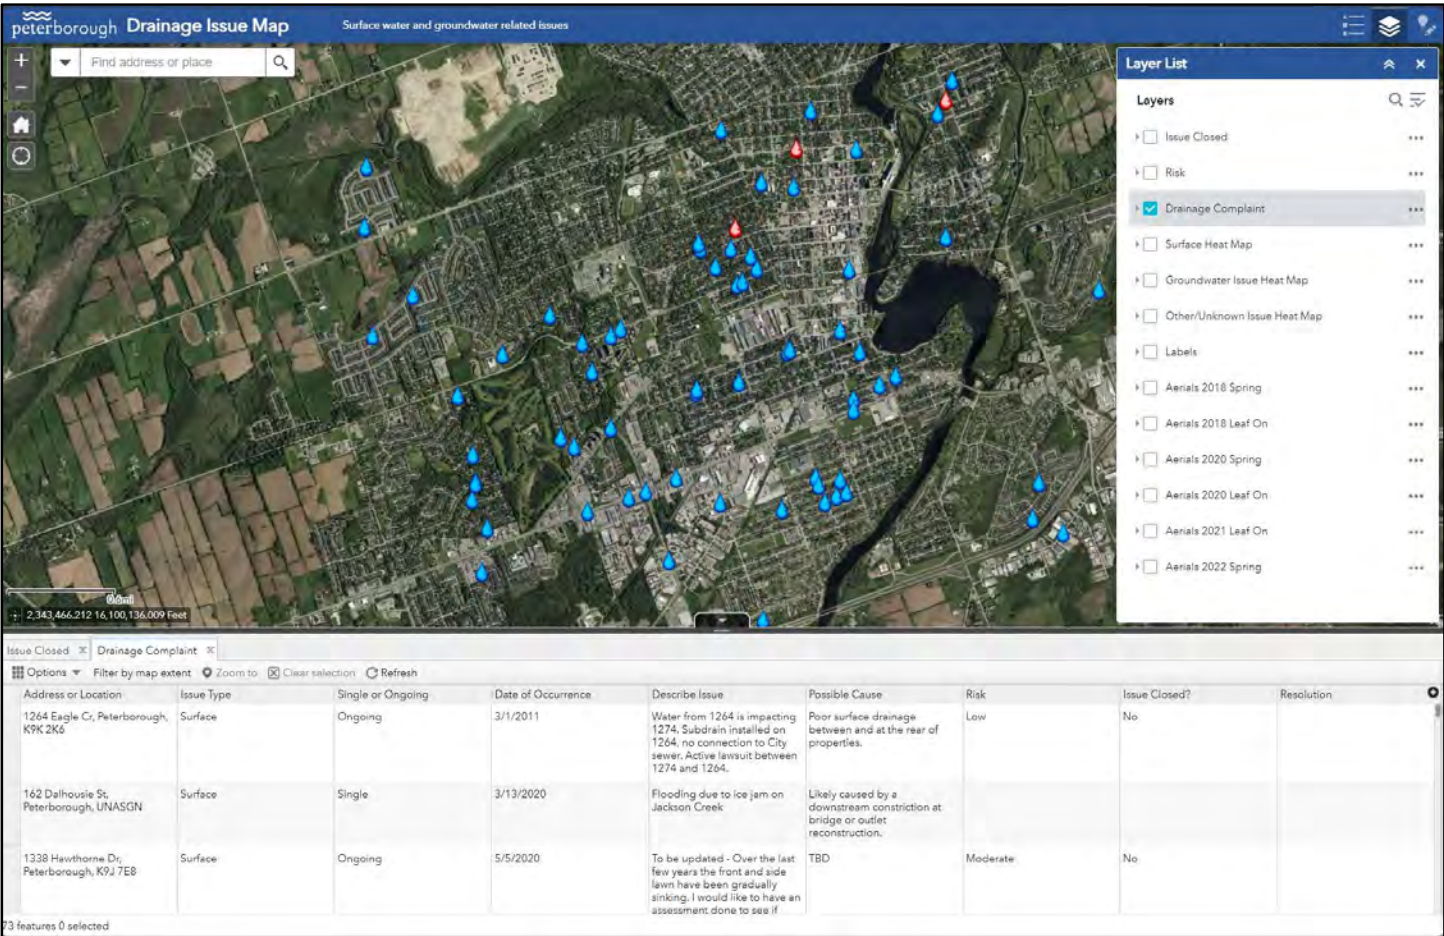 peterborough Drainage Issue Map Surface water and groundwater related issues
+
Find address or place
−
Layer List
Layers
Issue Closed
Risk
Drainage Complaint
Surface Heat Map
Groundwater Issue Heat Map
Other/Unknown Issue Heat Map
Labels
Aerials 2018 Spring
Aerials 2018 Leaf On
Aerials 2020 Spring
Aerials 2020 Leaf On
Aerials 2021 Leaf On
Aerials 2022 Spring
0.6mi
2,343,466.212 16,100,136.009 Feet
Issue Closed Drainage Complaint
Options Filter by map extent Zoom to Clear selection Refresh
Address or Location Issue Type Single or Ongoing Date of Occurrence Describe Issue Possible Cause Risk Issue Closed? Resolution
1264 Eagle Cr, Peterborough, Surface Ongoing 3/1/2011 Water from 1264 is impacting Poor surface drainage Low No
K9K 2K6 1274. Subdrain installed on between and at the rear of
1264, no connection to City properties.
sewer. Active lawsuit between
1274 and 1264.
162 Dalhousie St, Surface Single 3/13/2020 Flooding due to ice jam on Likely caused by a
Peterborough, UNASGN Jackson Creek downstream constriction at
bridge or outlet
reconstruction.
1338 Hawthorne Dr, Surface Ongoing 5/5/2020 To be updated - Over the last TBD Moderate No
Peterborough, K9J 7E8 few years the front and side
lawn have been gradually
sinking. I would like to have an
assessment done to see if
73 features 0 selected